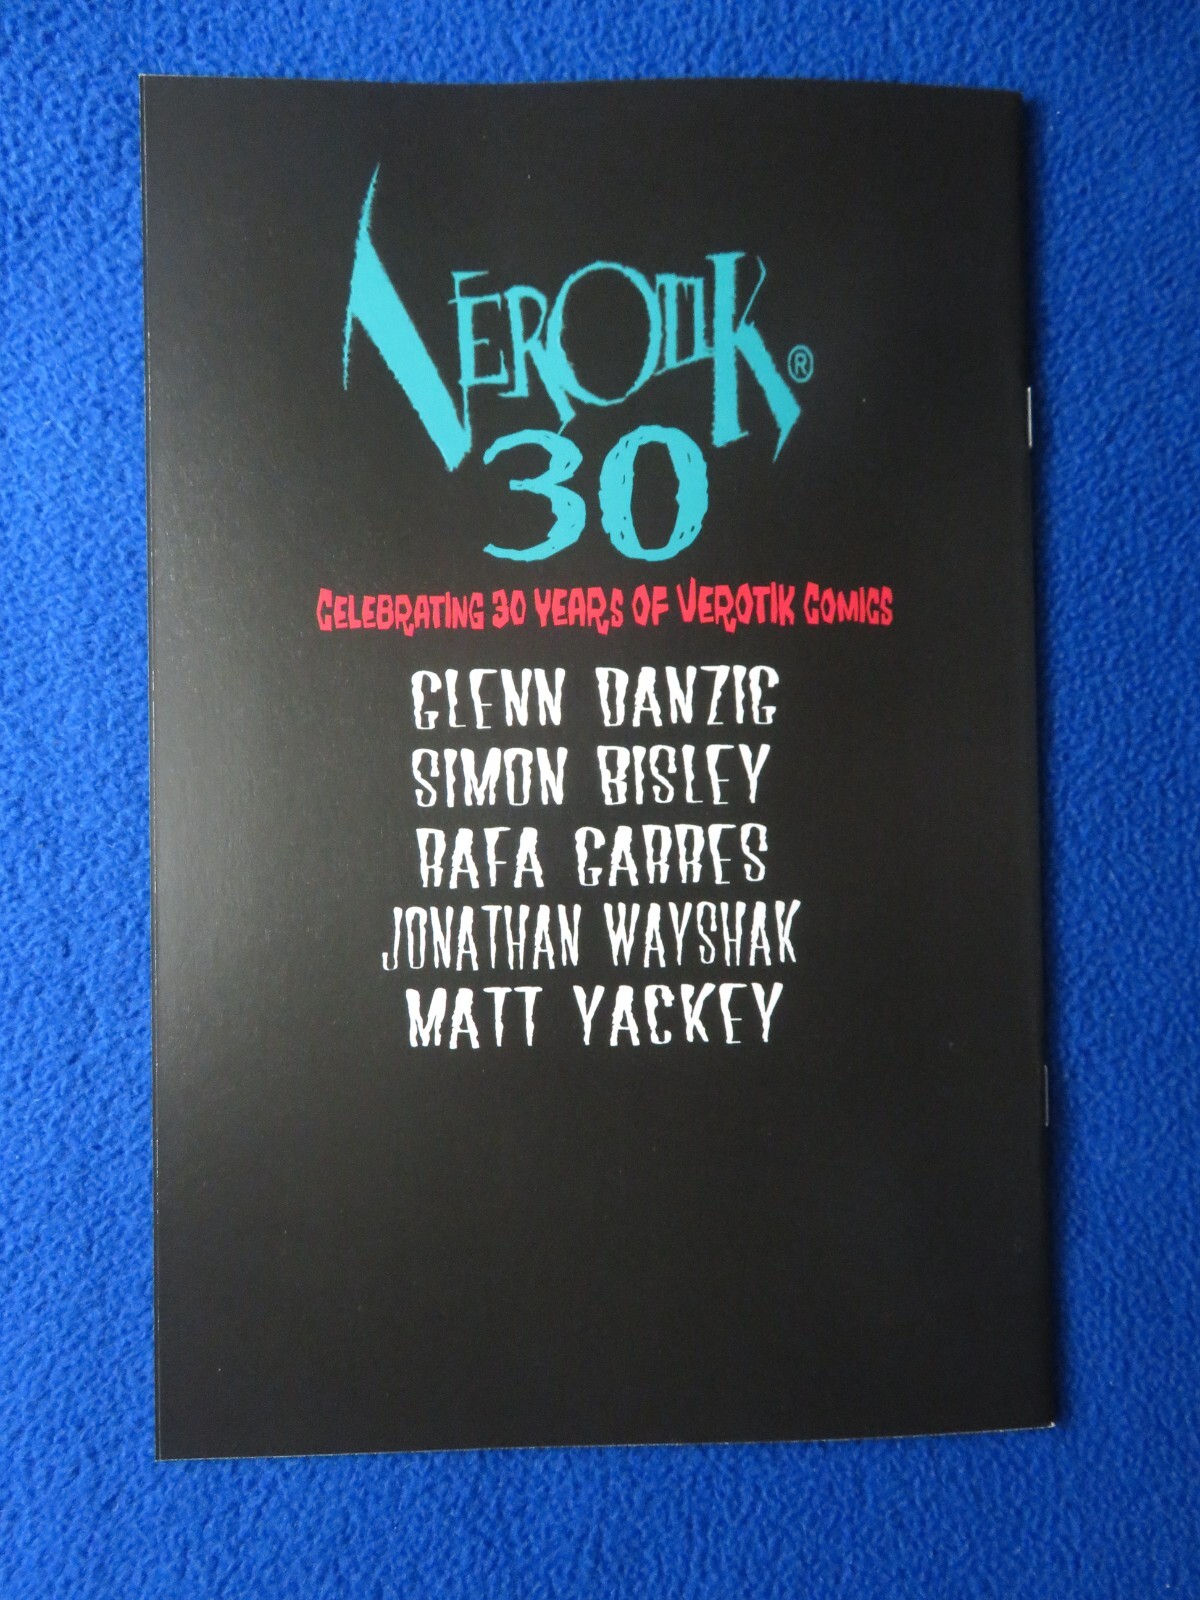 VEROTIK®
30
CELEBRATING 30 YEARS OF VEROTIK COMICS
GLENN DANZIG
SIMON BISLEY
RAFA GARRES
JONATHAN WAYSHAK
MATT YACKEY